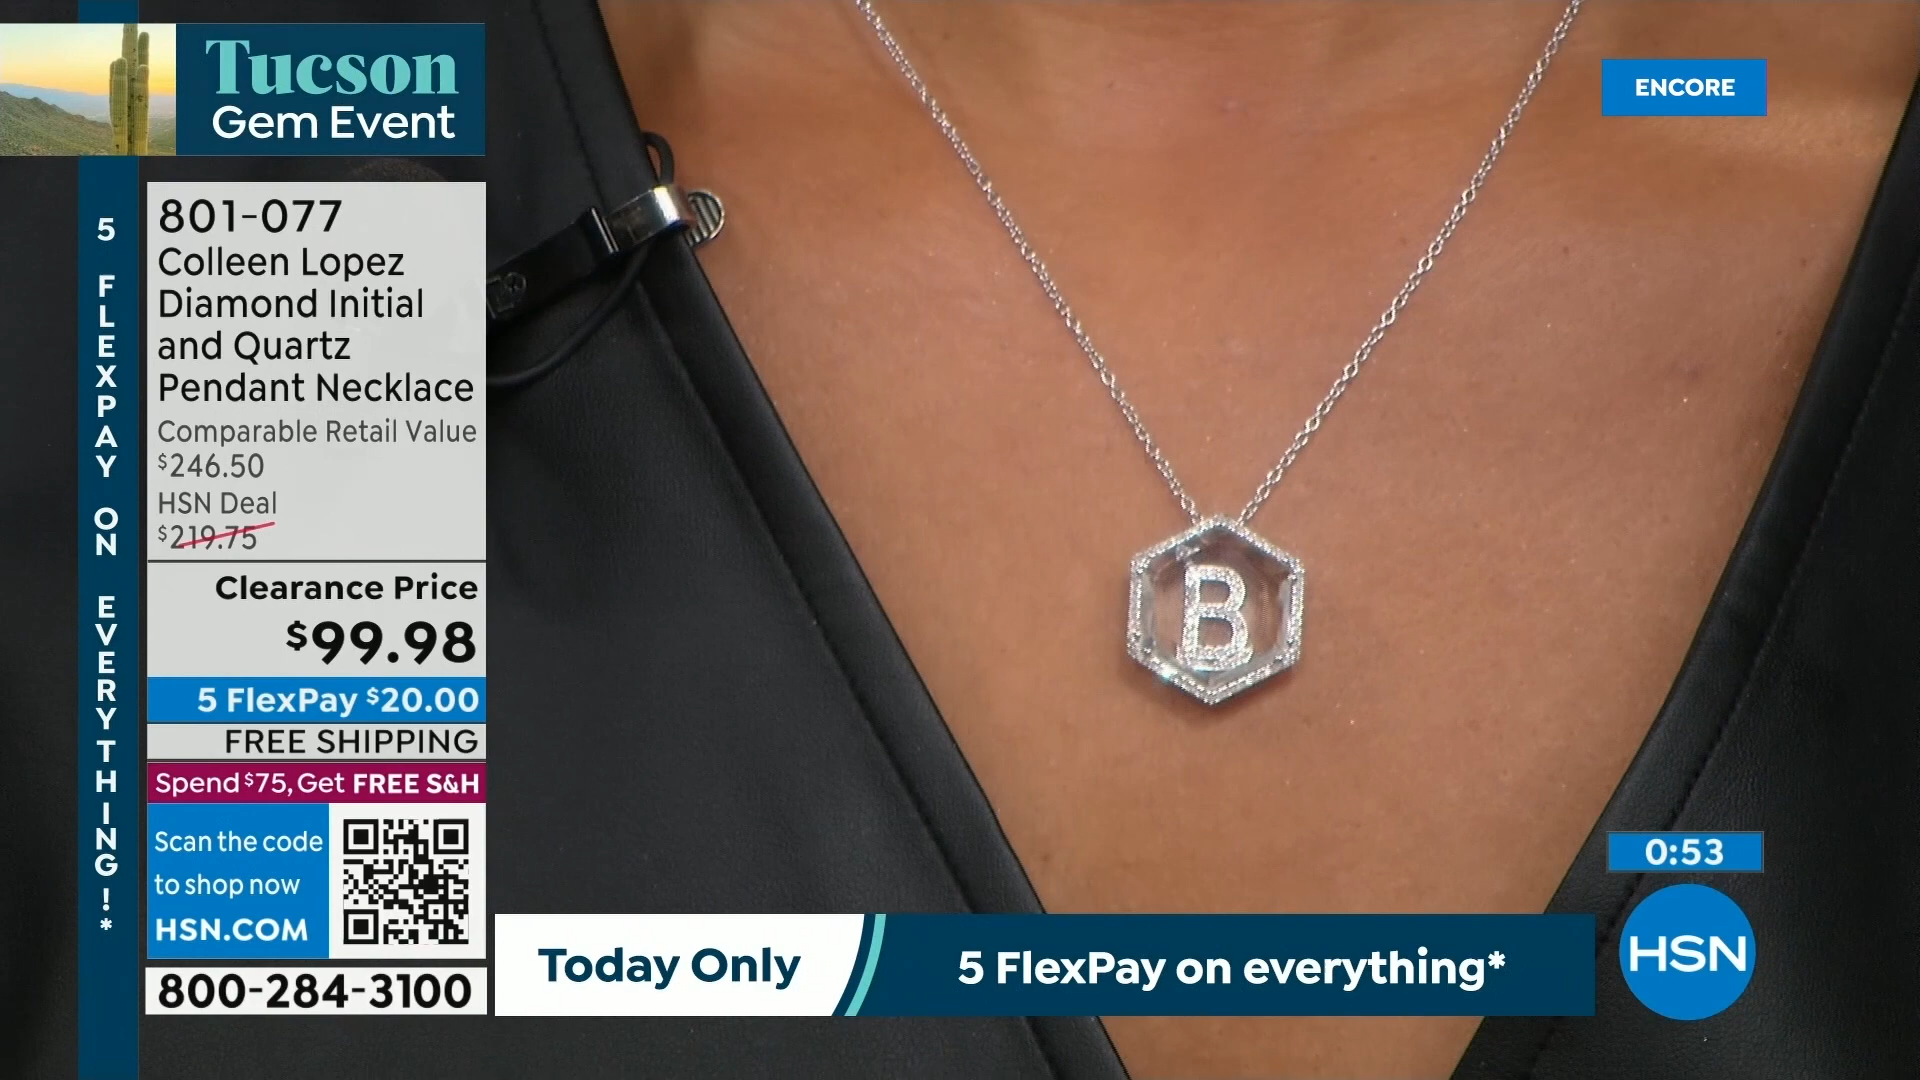 Tucson
Gem Event
ENCORE
5 FLEXPAY ON EVERYTHING!*
801-077
Colleen Lopez
Diamond Initial
and Quartz
Pendant Necklace
Comparable Retail Value
$246.50
HSN Deal
$219.75
Clearance Price
$99.98
5 FlexPay $20.00
FREE SHIPPING
Spend $75, Get FREE S&H
Scan the code
to shop now
HSN.COM
800-284-3100
B
Today Only
5 FlexPay on everything*
0:53
HSN